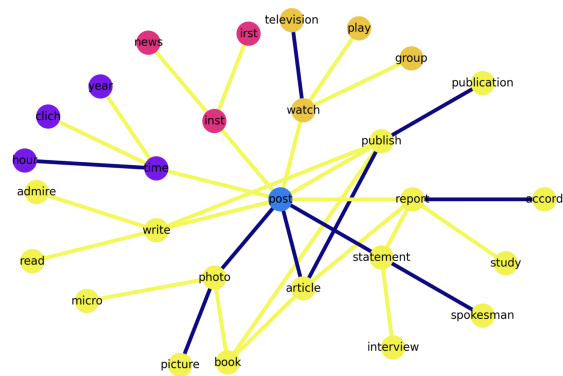 television
play
irst
news
group
publication
year
watch
clich
inst
publish
hour
time
admire
post
report
accord
write
read
statement
study
photo
article
micro
spokesman
picture
book
interview